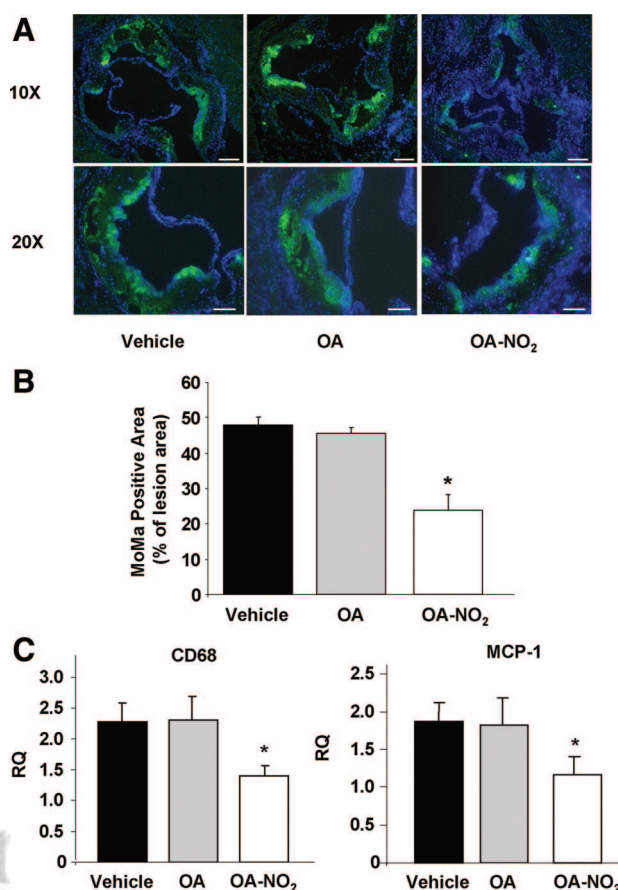 A
10X
20X
Vehicle OA OA-NO₂
B
MoMa Positive Area
(% of lesion area)
60
50
40
30
20
10
0
*
Vehicle OA OA-NO₂
C
CD68
RQ
3.0
2.5
2.0
1.5
1.0
0.5
0
*
Vehicle OA OA-NO₂
MCP-1
RQ
2.5
2.0
1.5
1.0
0.5
0
*
Vehicle OA OA-NO₂